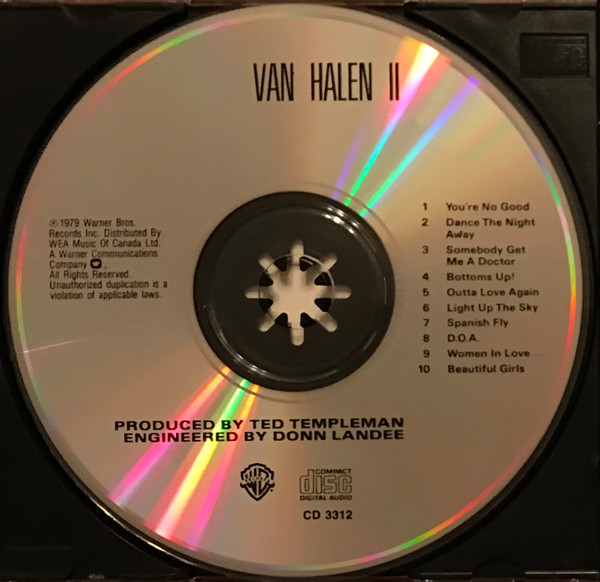 VAN HALEN II
℗ 1979 Warner Bros.
Records Inc. Distributed By
WEA Music Of Canada Ltd.
A Warner Communications
Company
All Rights Reserved.
Unauthorized duplication is a
violation of applicable laws.
1 You're No Good
2 Dance The Night
Away
3 Somebody Get
Me A Doctor
4 Bottoms Up!
5 Outta Love Again
6 Light Up The Sky
7 Spanish Fly
8 D.O.A.
9 Women In Love...
10 Beautiful Girls
PRODUCED BY TED TEMPLEMAN
ENGINEERED BY DONN LANDEE
WB
COMPACT
disc
DIGITAL AUDIO
CD 3312